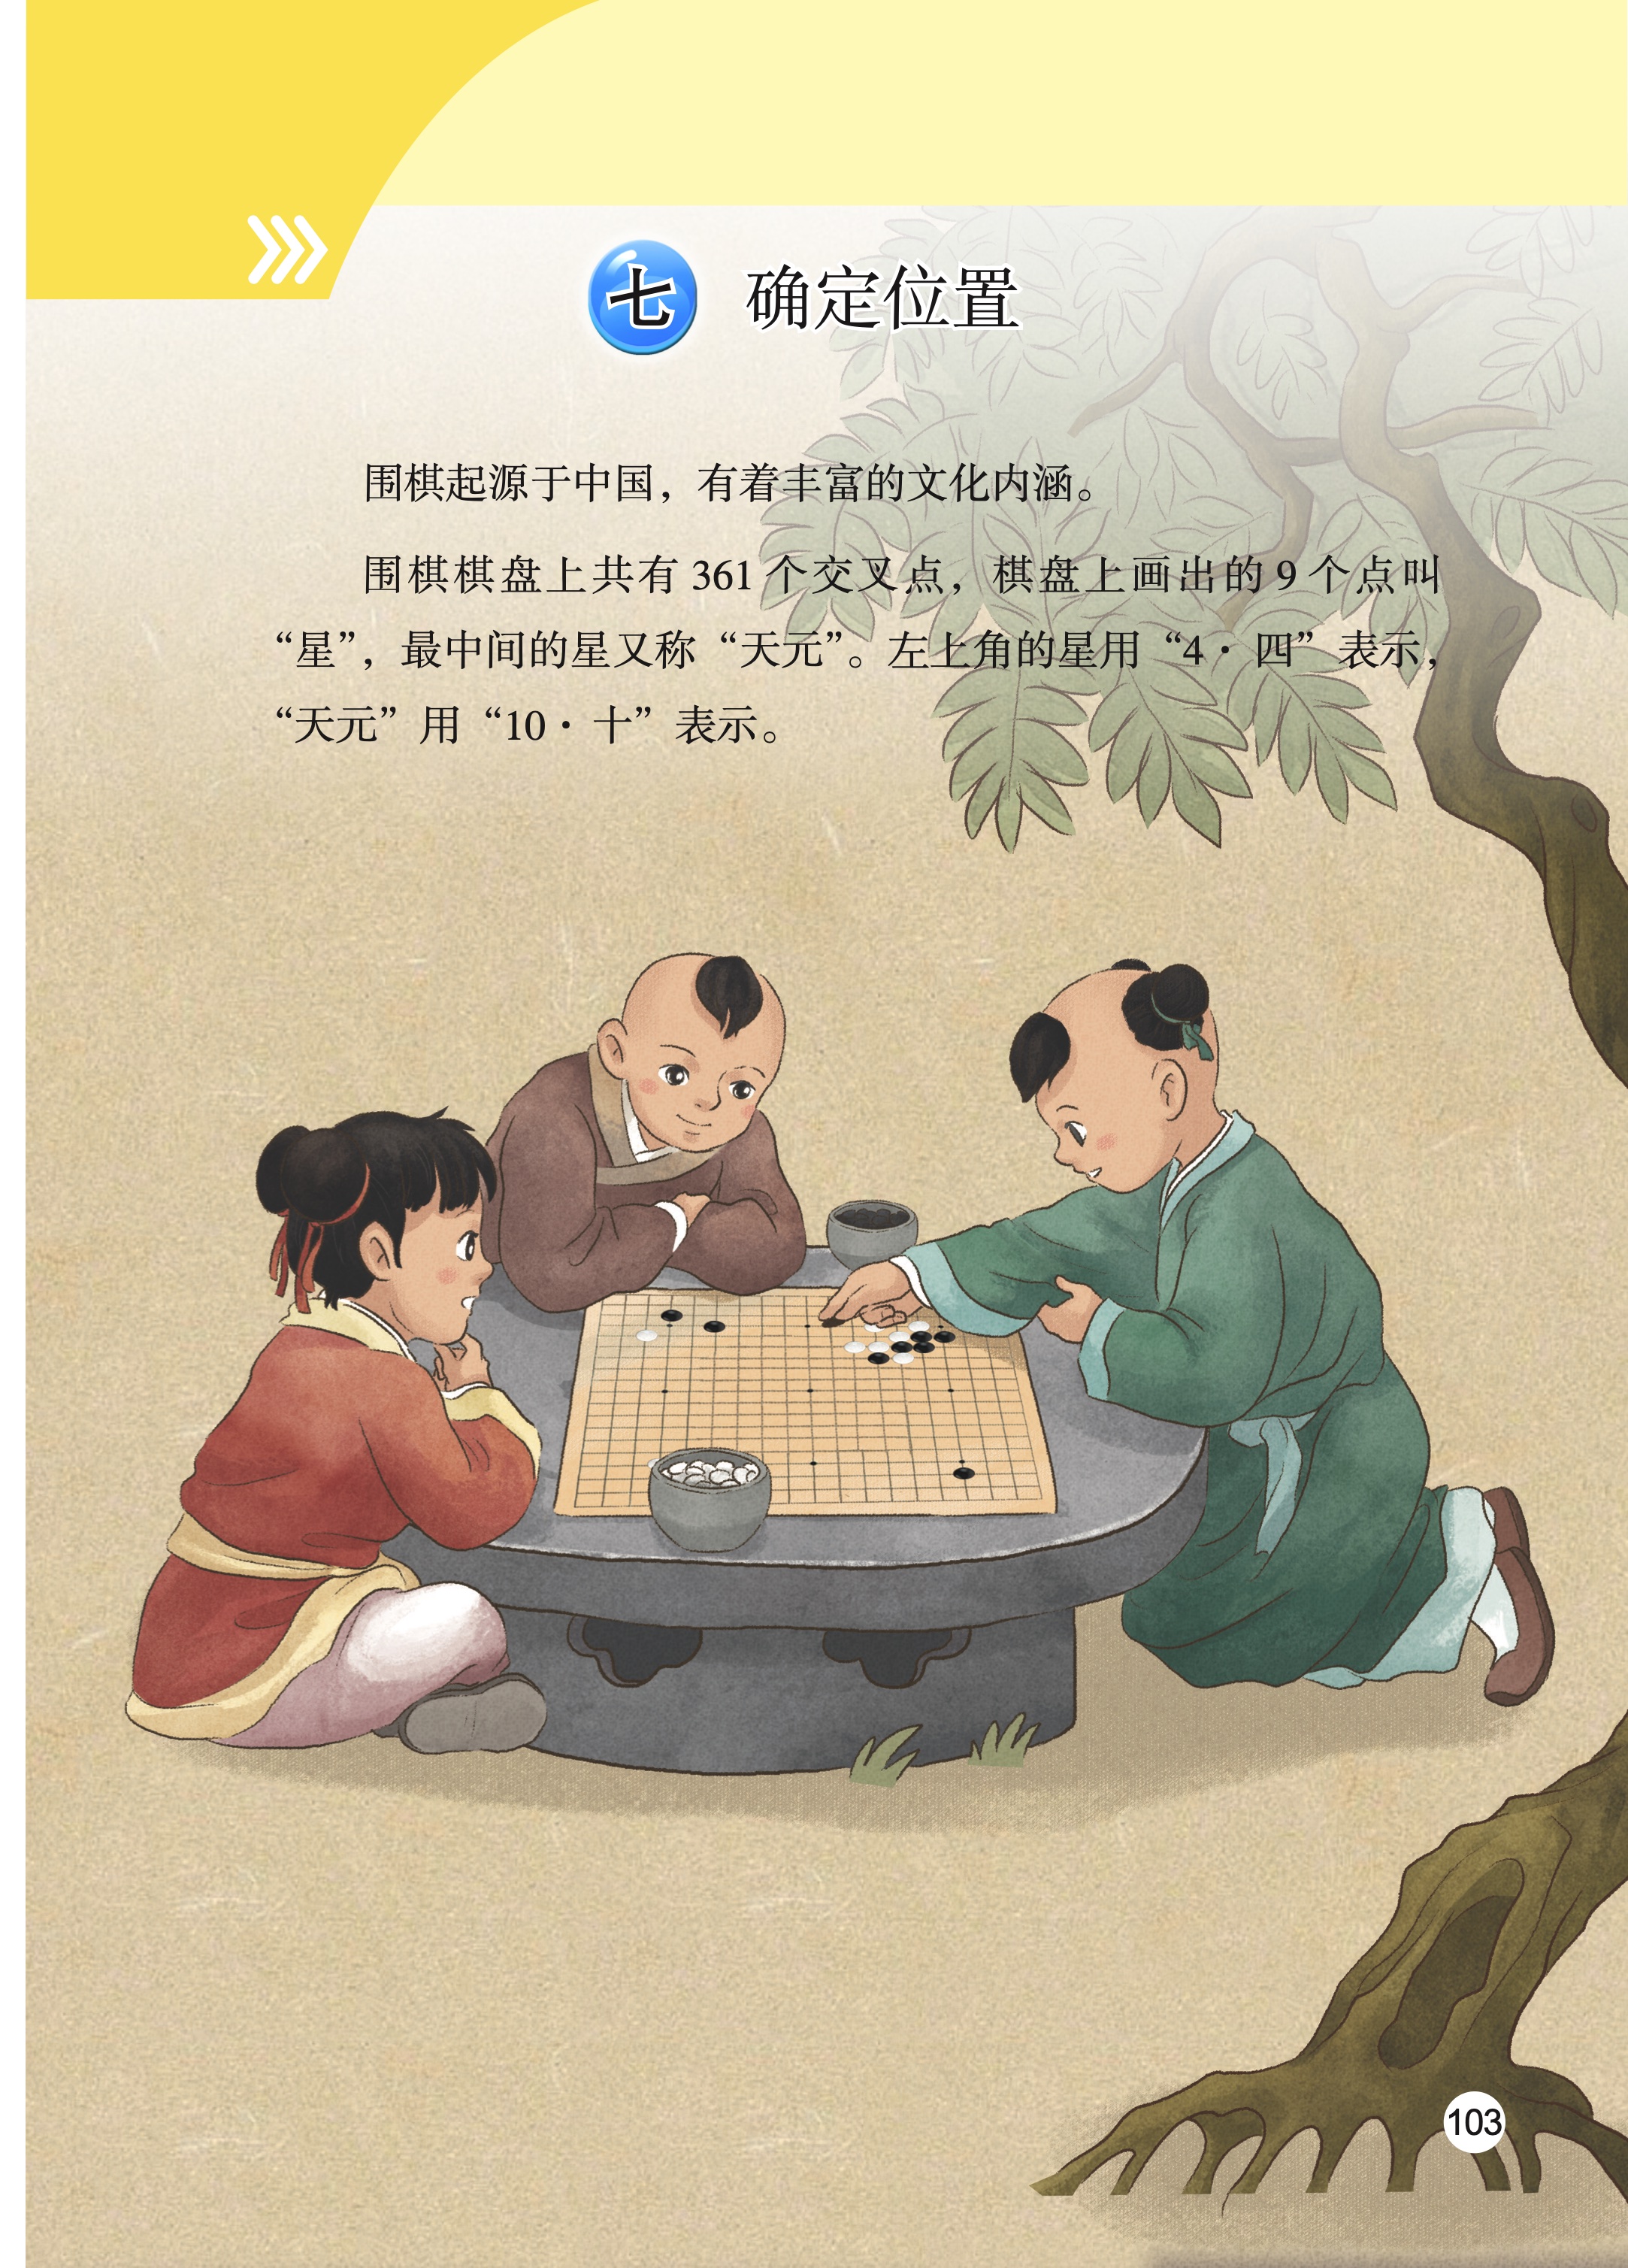 七 确定位置
围棋起源于中国，有着丰富的文化内涵。
围棋棋盘上共有 361 个交叉点，棋盘上画出的 9 个点叫
“星”，最中间的星又称“天元”。左上角的星用“4·四”表示，
“天元”用“10·十”表示。
103